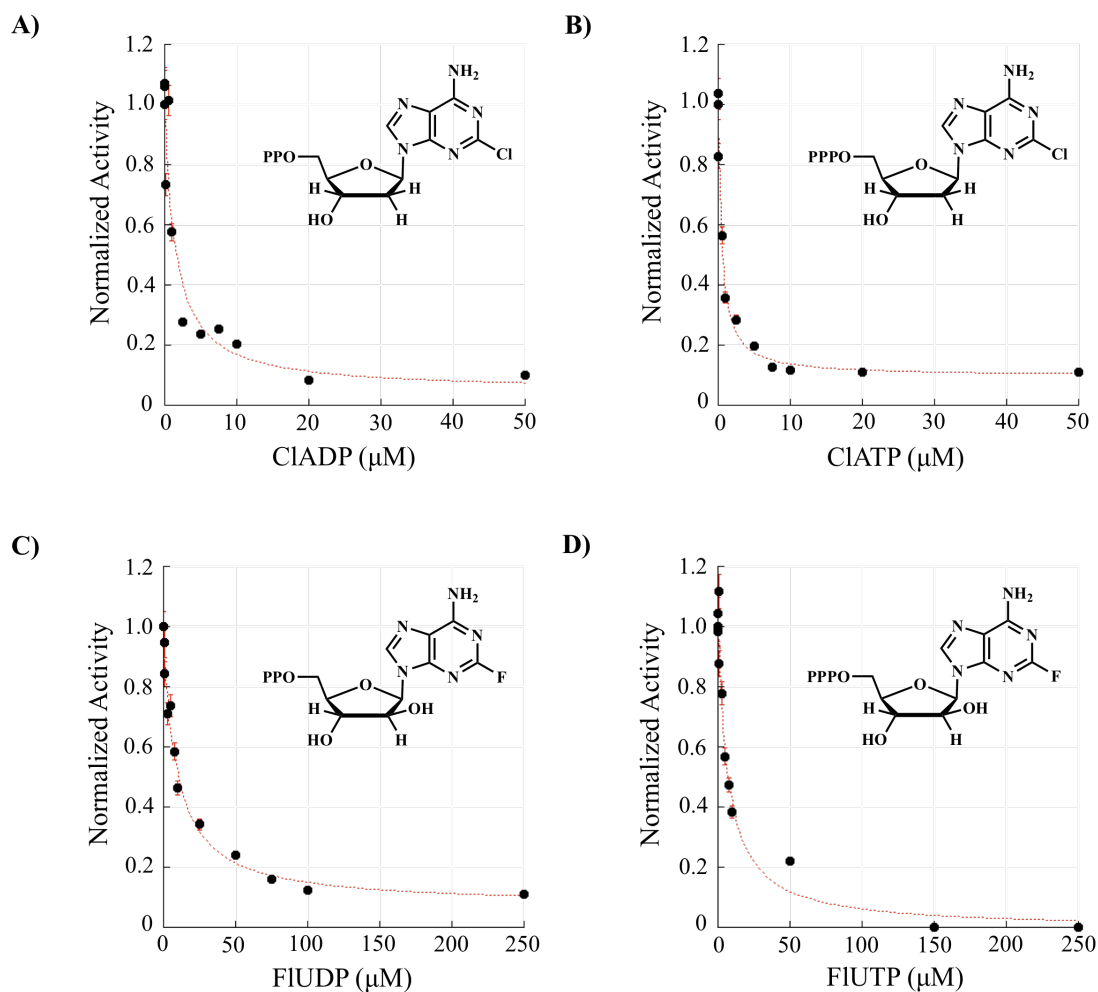 A)
1.2
1.0
0.8
0.6
0.4
0.2
0
Normalized Activity
NH₂
N
N
N
N
Cl
PPO
O
H
H
HO
H
0
10
20
30
40
50
ClADP (μM)
B)
1.2
1.0
0.8
0.6
0.4
0.2
0
Normalized Activity
NH₂
N
N
N
N
Cl
PPPO
O
H
H
HO
H
0
10
20
30
40
50
ClATP (μM)
C)
1.2
1.0
0.8
0.6
0.4
0.2
0
Normalized Activity
NH₂
N
N
N
N
F
PPO
O
H
OH
HO
H
0
50
100
150
200
250
FlUDP (μM)
D)
1.2
1.0
0.8
0.6
0.4
0.2
0
Normalized Activity
NH₂
N
N
N
N
F
PPPO
O
H
OH
HO
H
0
50
100
150
200
250
FlUTP (μM)